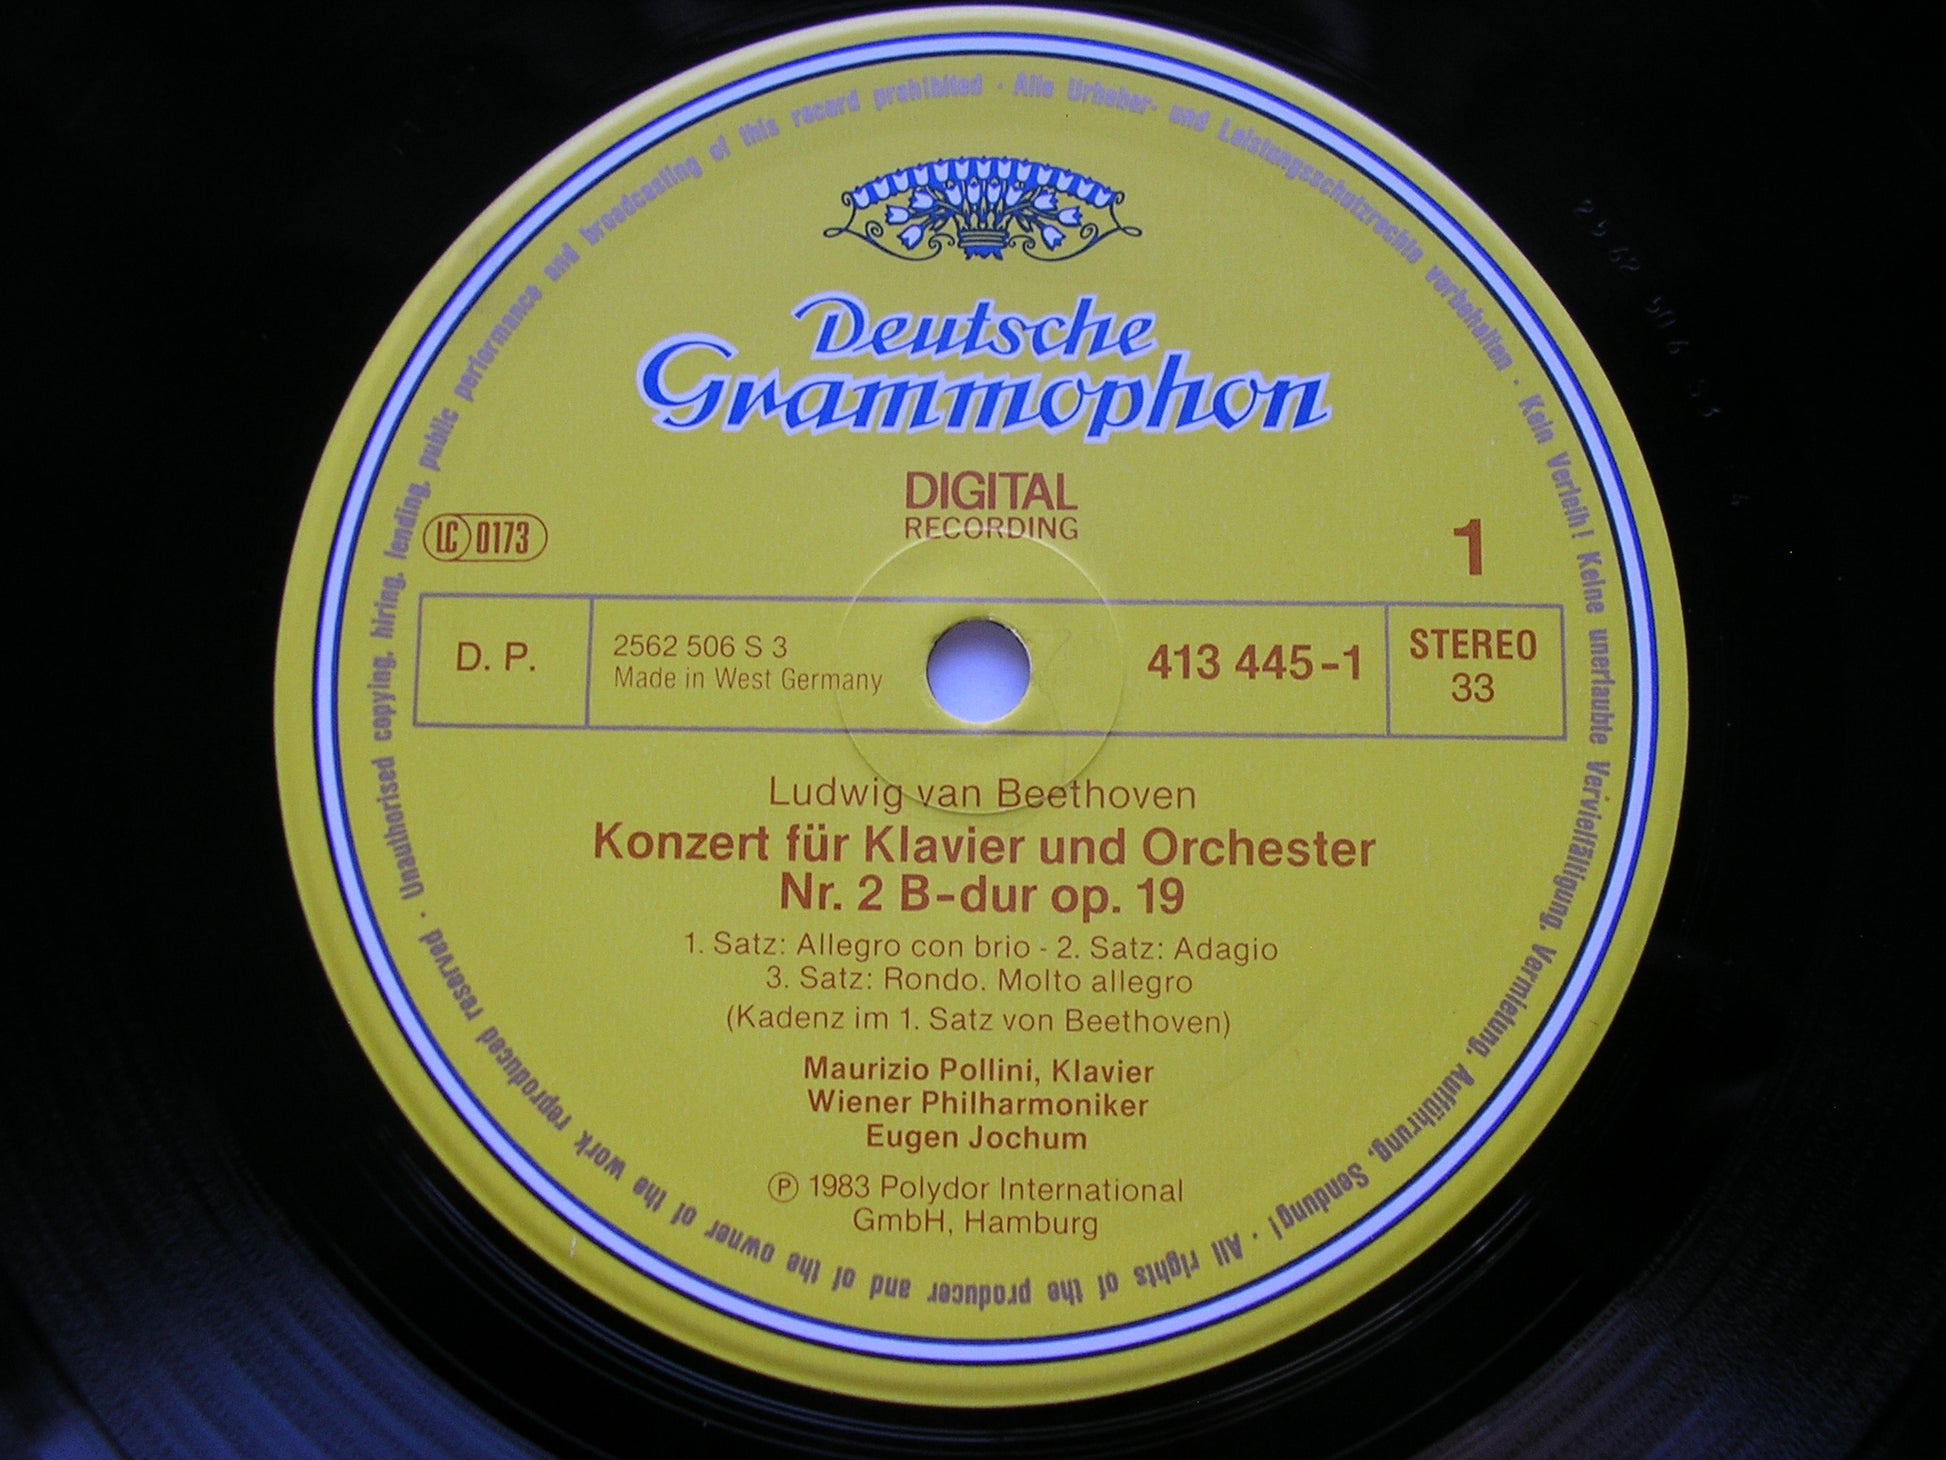 Deutsche
Grammophon
DIGITAL
RECORDING
LC 0173
1
D. P.
2562 506 S 3
Made in West Germany
413 445-1
STEREO
33
Ludwig van Beethoven
Konzert für Klavier und Orchester
Nr. 2 B-dur op. 19
1. Satz: Allegro con brio - 2. Satz: Adagio
3. Satz: Rondo. Molto allegro
(Kadenz im 1. Satz von Beethoven)
Maurizio Pollini, Klavier
Wiener Philharmoniker
Eugen Jochum
℗ 1983 Polydor International
GmbH, Hamburg
Alle Urheber- und Leistungsschutzrechte vorbehalten · Kein Verleih! Keine unerlaubte Vervielfältigung, Vermietung, Aufführung, Sendung! · All rights of the producer and of the owner of the work reproduced reserved · Unauthorised copying, hiring, lending, public performance and broadcasting of this record prohibited ·